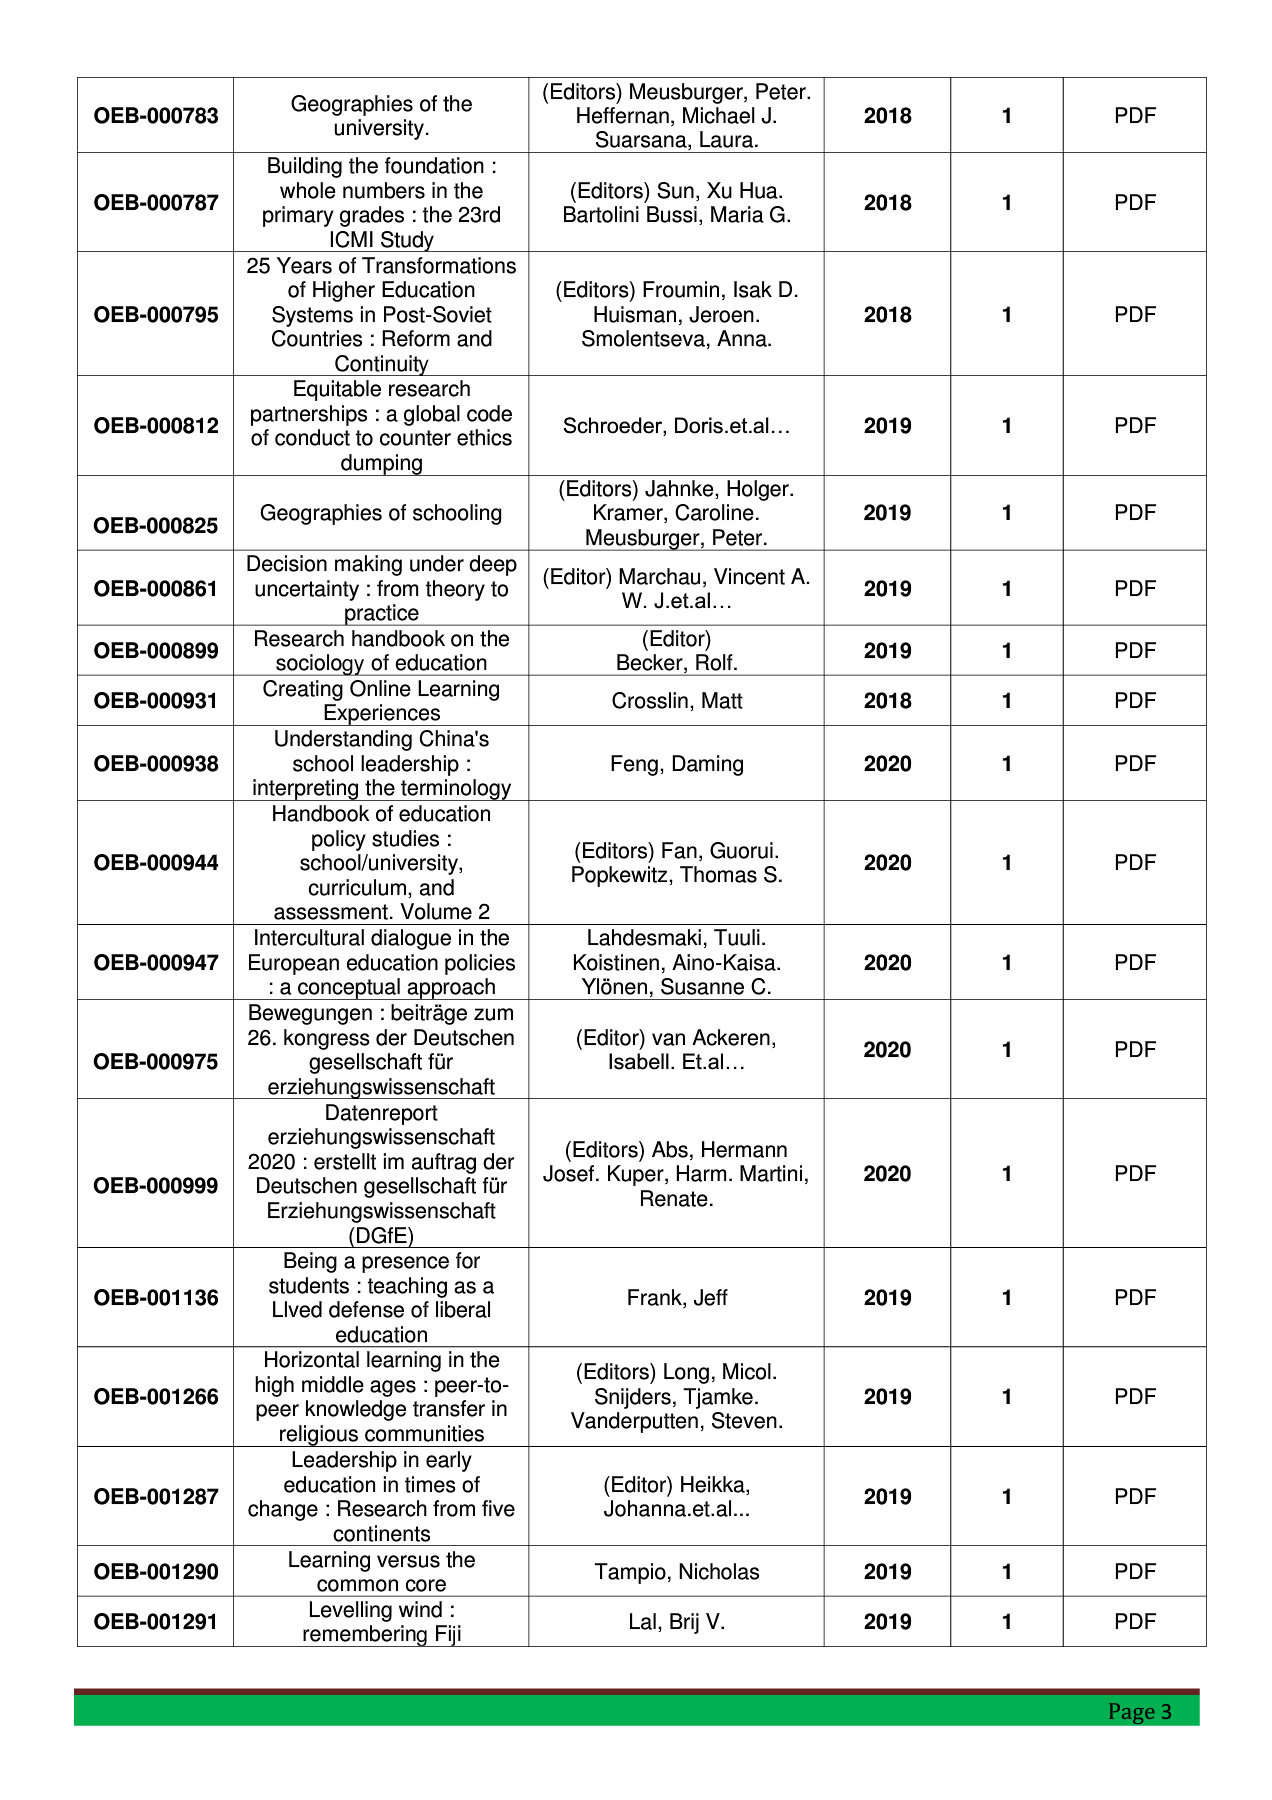 OEB-000783
Geographies of the
university.
(Editors) Meusburger, Peter.
Heffernan, Michael J.
Suarsana, Laura.
2018
1
PDF
OEB-000787
Building the foundation :
whole numbers in the
primary grades : the 23rd
ICMI Study
(Editors) Sun, Xu Hua.
Bartolini Bussi, Maria G.
2018
1
PDF
OEB-000795
25 Years of Transformations
of Higher Education
Systems in Post-Soviet
Countries : Reform and
Continuity
(Editors) Froumin, Isak D.
Huisman, Jeroen.
Smolentseva, Anna.
2018
1
PDF
OEB-000812
Equitable research
partnerships : a global code
of conduct to counter ethics
dumping
Schroeder, Doris.et.al…
2019
1
PDF
OEB-000825
Geographies of schooling
(Editors) Jahnke, Holger.
Kramer, Caroline.
Meusburger, Peter.
2019
1
PDF
OEB-000861
Decision making under deep
uncertainty : from theory to
practice
(Editor) Marchau, Vincent A.
W. J.et.al…
2019
1
PDF
OEB-000899
Research handbook on the
sociology of education
(Editor)
Becker, Rolf.
2019
1
PDF
OEB-000931
Creating Online Learning
Experiences
Crosslin, Matt
2018
1
PDF
OEB-000938
Understanding China's
school leadership :
interpreting the terminology
Feng, Daming
2020
1
PDF
OEB-000944
Handbook of education
policy studies :
school/university,
curriculum, and
assessment. Volume 2
(Editors) Fan, Guorui.
Popkewitz, Thomas S.
2020
1
PDF
OEB-000947
Intercultural dialogue in the
European education policies
: a conceptual approach
Lahdesmaki, Tuuli.
Koistinen, Aino-Kaisa.
Ylönen, Susanne C.
2020
1
PDF
OEB-000975
Bewegungen : beiträge zum
26. kongress der Deutschen
gesellschaft für
erziehungswissenschaft
(Editor) van Ackeren,
Isabell. Et.al…
2020
1
PDF
OEB-000999
Datenreport
erziehungswissenschaft
2020 : erstellt im auftrag der
Deutschen gesellschaft für
Erziehungswissenschaft
(DGfE)
(Editors) Abs, Hermann
Josef. Kuper, Harm. Martini,
Renate.
2020
1
PDF
OEB-001136
Being a presence for
students : teaching as a
LIved defense of liberal
education
Frank, Jeff
2019
1
PDF
OEB-001266
Horizontal learning in the
high middle ages : peer-to-
peer knowledge transfer in
religious communities
(Editors) Long, Micol.
Snijders, Tjamke.
Vanderputten, Steven.
2019
1
PDF
OEB-001287
Leadership in early
education in times of
change : Research from five
continents
(Editor) Heikka,
Johanna.et.al...
2019
1
PDF
OEB-001290
Learning versus the
common core
Tampio, Nicholas
2019
1
PDF
OEB-001291
Levelling wind :
remembering Fiji
Lal, Brij V.
2019
1
PDF
Page 3